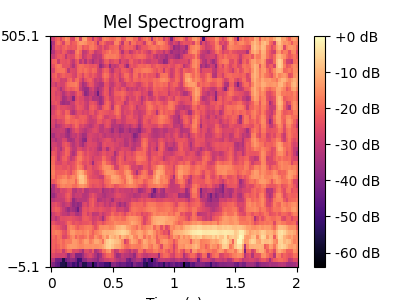 Mel Spectrogram
505.1
−5.1
0
0.5
1
1.5
2
+0 dB
-10 dB
-20 dB
-30 dB
-40 dB
-50 dB
-60 dB